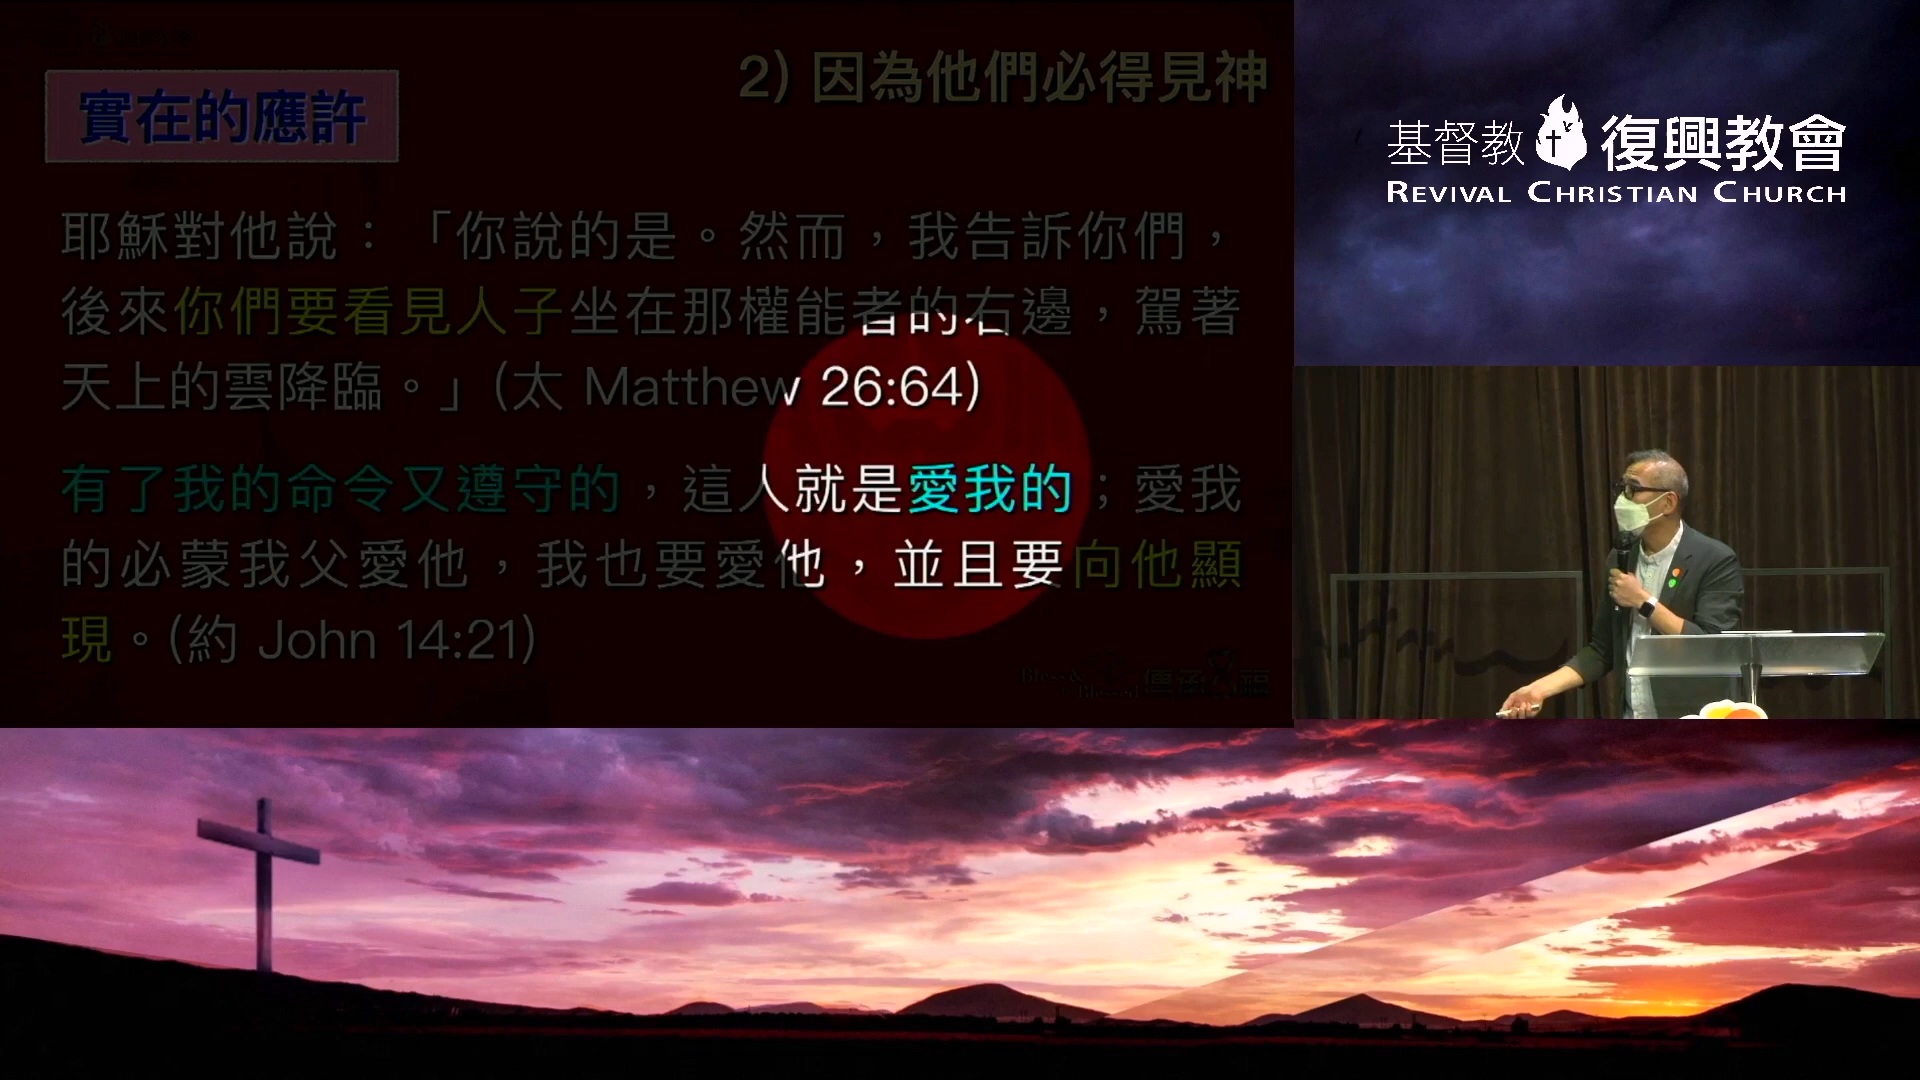 2) 因為他們必得見神
實在的應許
耶穌對他說：「你說的是。然而，我告訴你們，
後來你們要看見人子坐在那權能者的右邊，駕著
天上的雲降臨。」(太 Matthew 26:64)
有了我的命令又遵守的，這人就是愛我的；愛我
的必蒙我父愛他，我也要愛他，並且要向他顯
現。(約 John 14:21)
基督教 復興教會
REVIVAL CHRISTIAN CHURCH